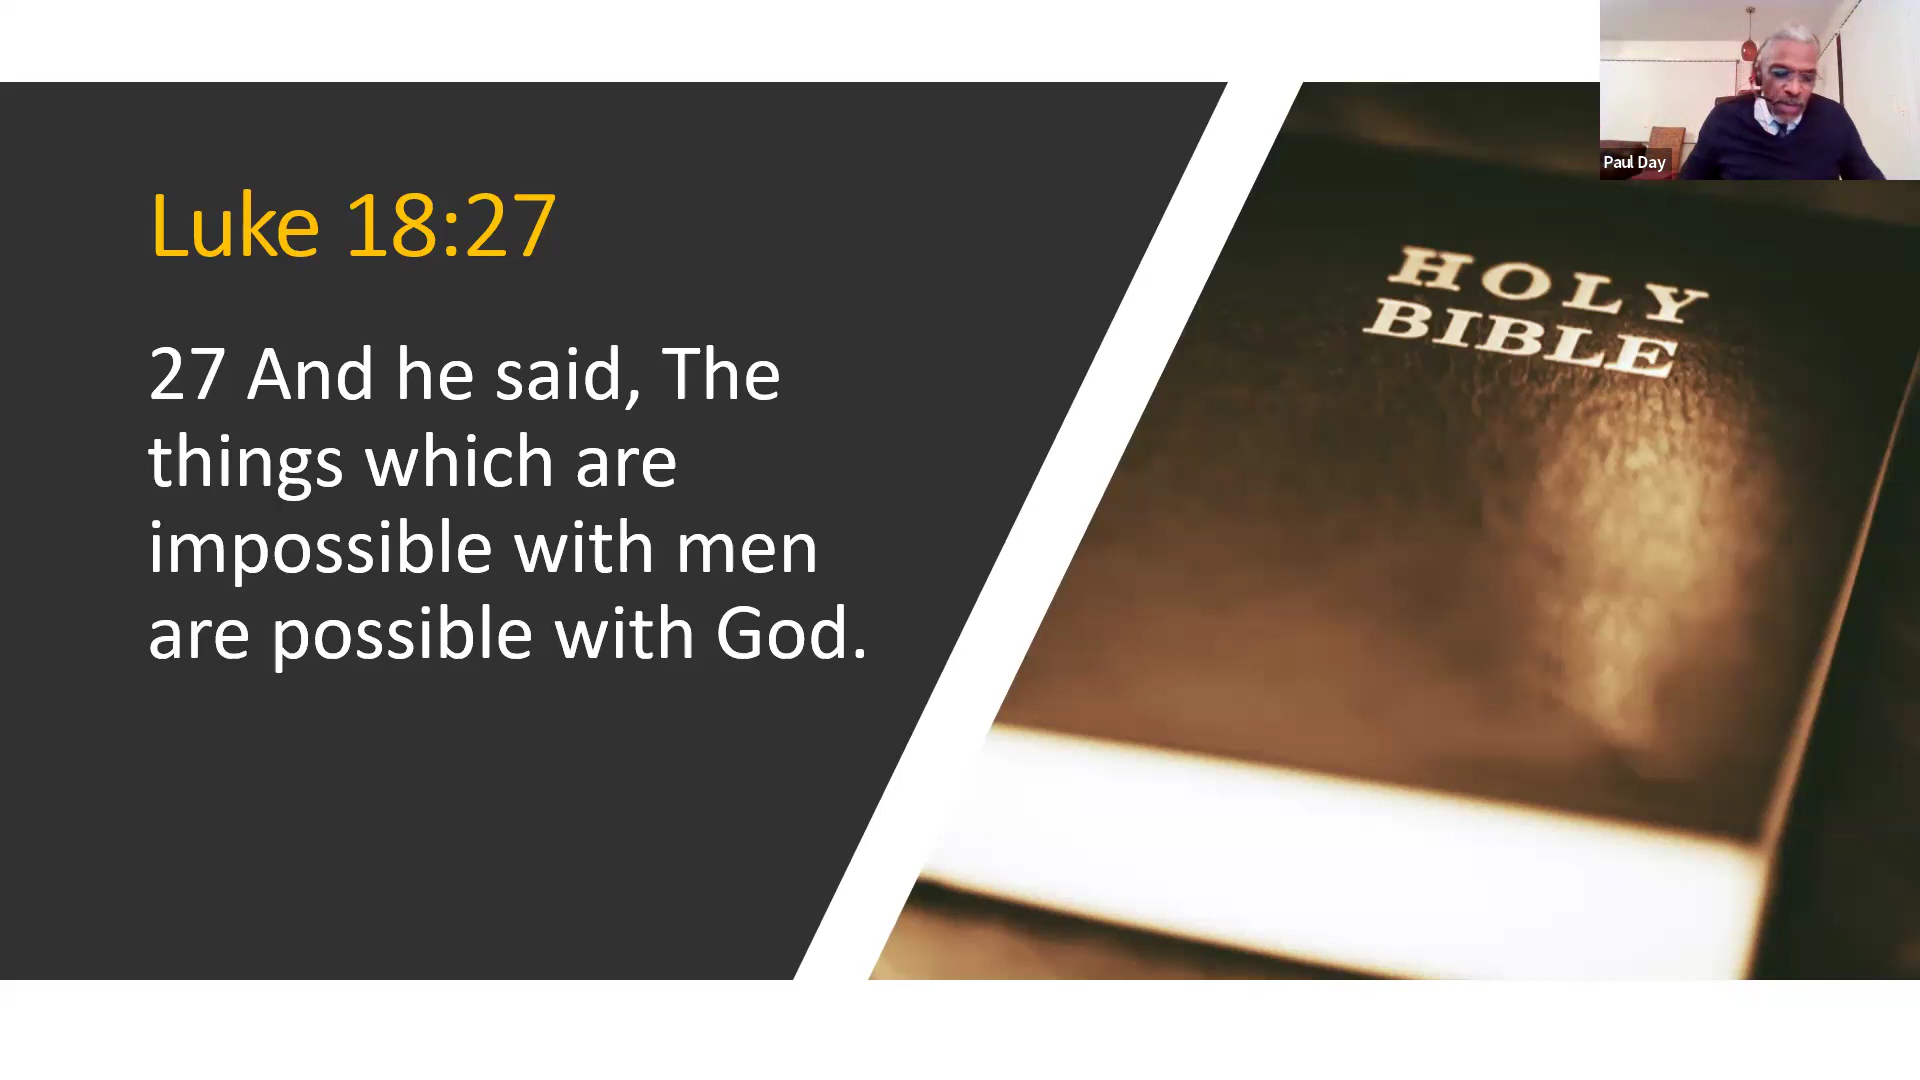 Luke 18:27
27 And he said, The
things which are
impossible with men
are possible with God.
HOLY
BIBLE
Paul Day